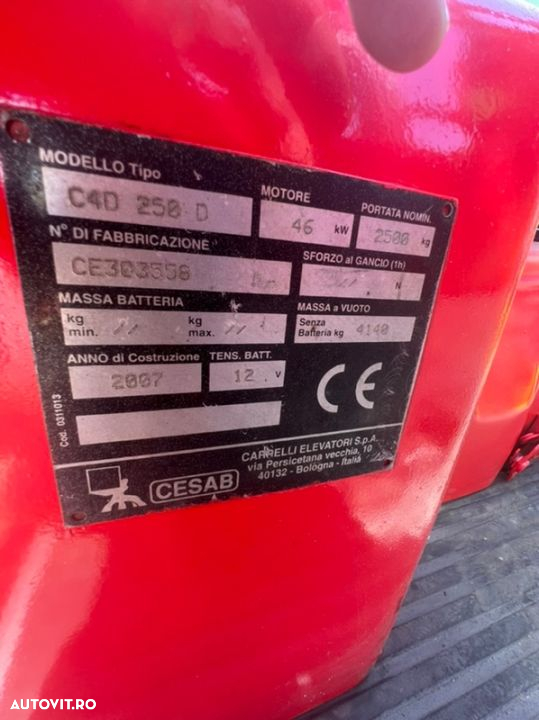 MODELLO Tipo
C4D 250 D
MOTORE
46 kW
PORTATA NOMIN.
2500 kg
N° DI FABBRICAZIONE
CE303558
SFORZO al GANCIO (1h)
N
MASSA BATTERIA
kg min. //
kg max. //
MASSA a VUOTO
Senza Batteria kg 4140
ANNO di Costruzione
2007
TENS. BATT.
12 V
CE
Cod. 0311013
CARRELLI ELEVATORI S.p.A.
via Persicetana vecchia, 10
40132 - Bologna - Italia
CESAB
AUTOVIT.RO